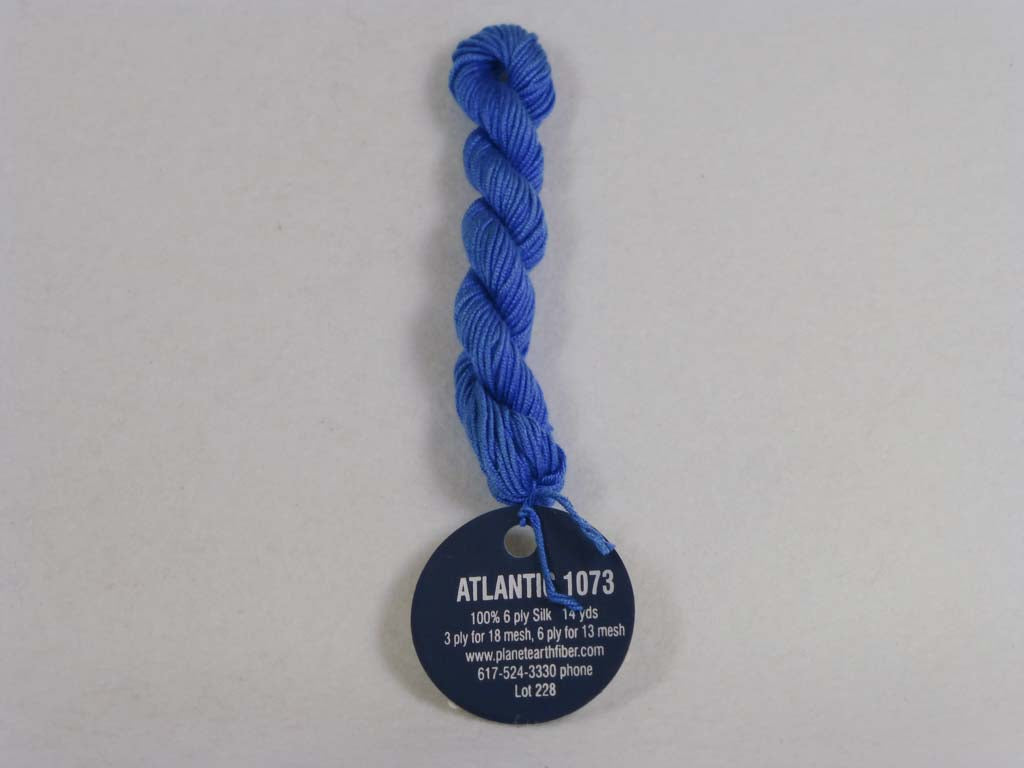 ATLANTIC 1073
100% 6 ply Silk 14 yds
3 ply for 18 mesh, 6 ply for 13 mesh
www.planetearthfiber.com
617-524-3330 phone
Lot 228